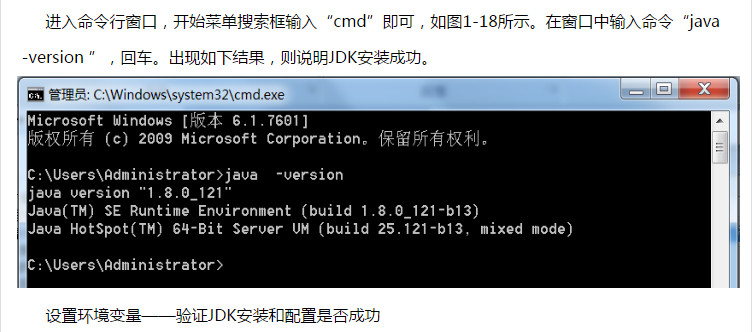 进入命令行窗口，开始菜单搜索框输入“cmd”即可，如图1-18所示。在窗口中输入命令“java
-version ”，回车。出现如下结果，则说明JDK安装成功。
管理员: C:\Windows\system32\cmd.exe
Microsoft Windows [版本 6.1.7601]
版权所有 (c) 2009 Microsoft Corporation。保留所有权利。
C:\Users\Administrator>java  -version
java version "1.8.0_121"
Java(TM) SE Runtime Environment (build 1.8.0_121-b13)
Java HotSpot(TM) 64-Bit Server VM (build 25.121-b13, mixed mode)
C:\Users\Administrator>
设置环境变量——验证JDK安装和配置是否成功